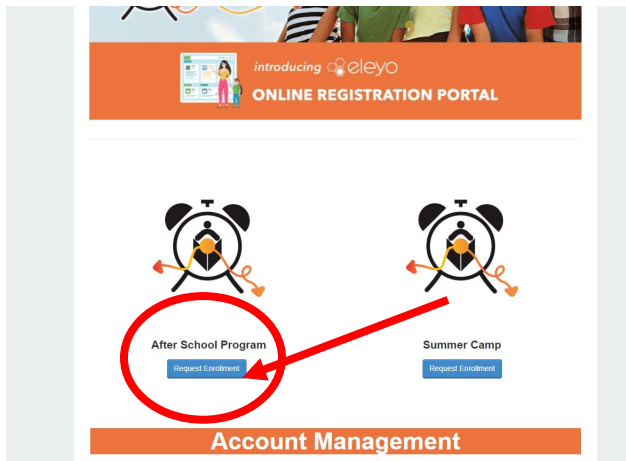 introducing eleyo
ONLINE REGISTRATION PORTAL
After School Program
Summer Camp
Request Enrollment
Request Enrollment
Account Management